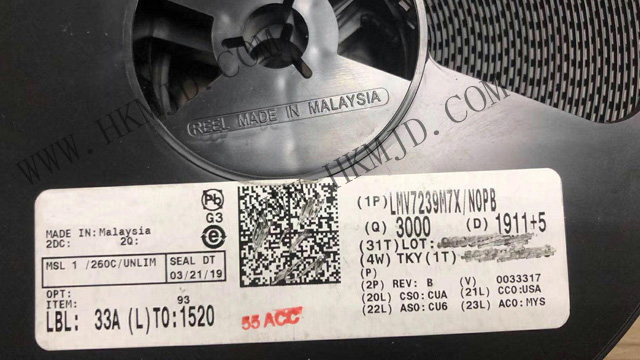 REEL MADE IN MALAYSIA
WWW.HKMJD.COM
HKMJD.COM
Pb
G3
e
MADE IN: Malaysia
2DC: 2Q:
MSL 1 /260C/UNLIM
SEAL DT
03/21/19
OPT:
ITEM: 93
LBL: 33A (L)TO:1520
55 ACC
(1P) LMV7239M7X/NOPB
(Q) 3000 (D) 1911+5
(31T) LOT:
(4W) TKY(1T)
(P)
(2P) REV: B (V) 0033317
(20L) CSO:CUA (21L) CCO:USA
(22L) ASO:CU6 (23L) ACO:MYS